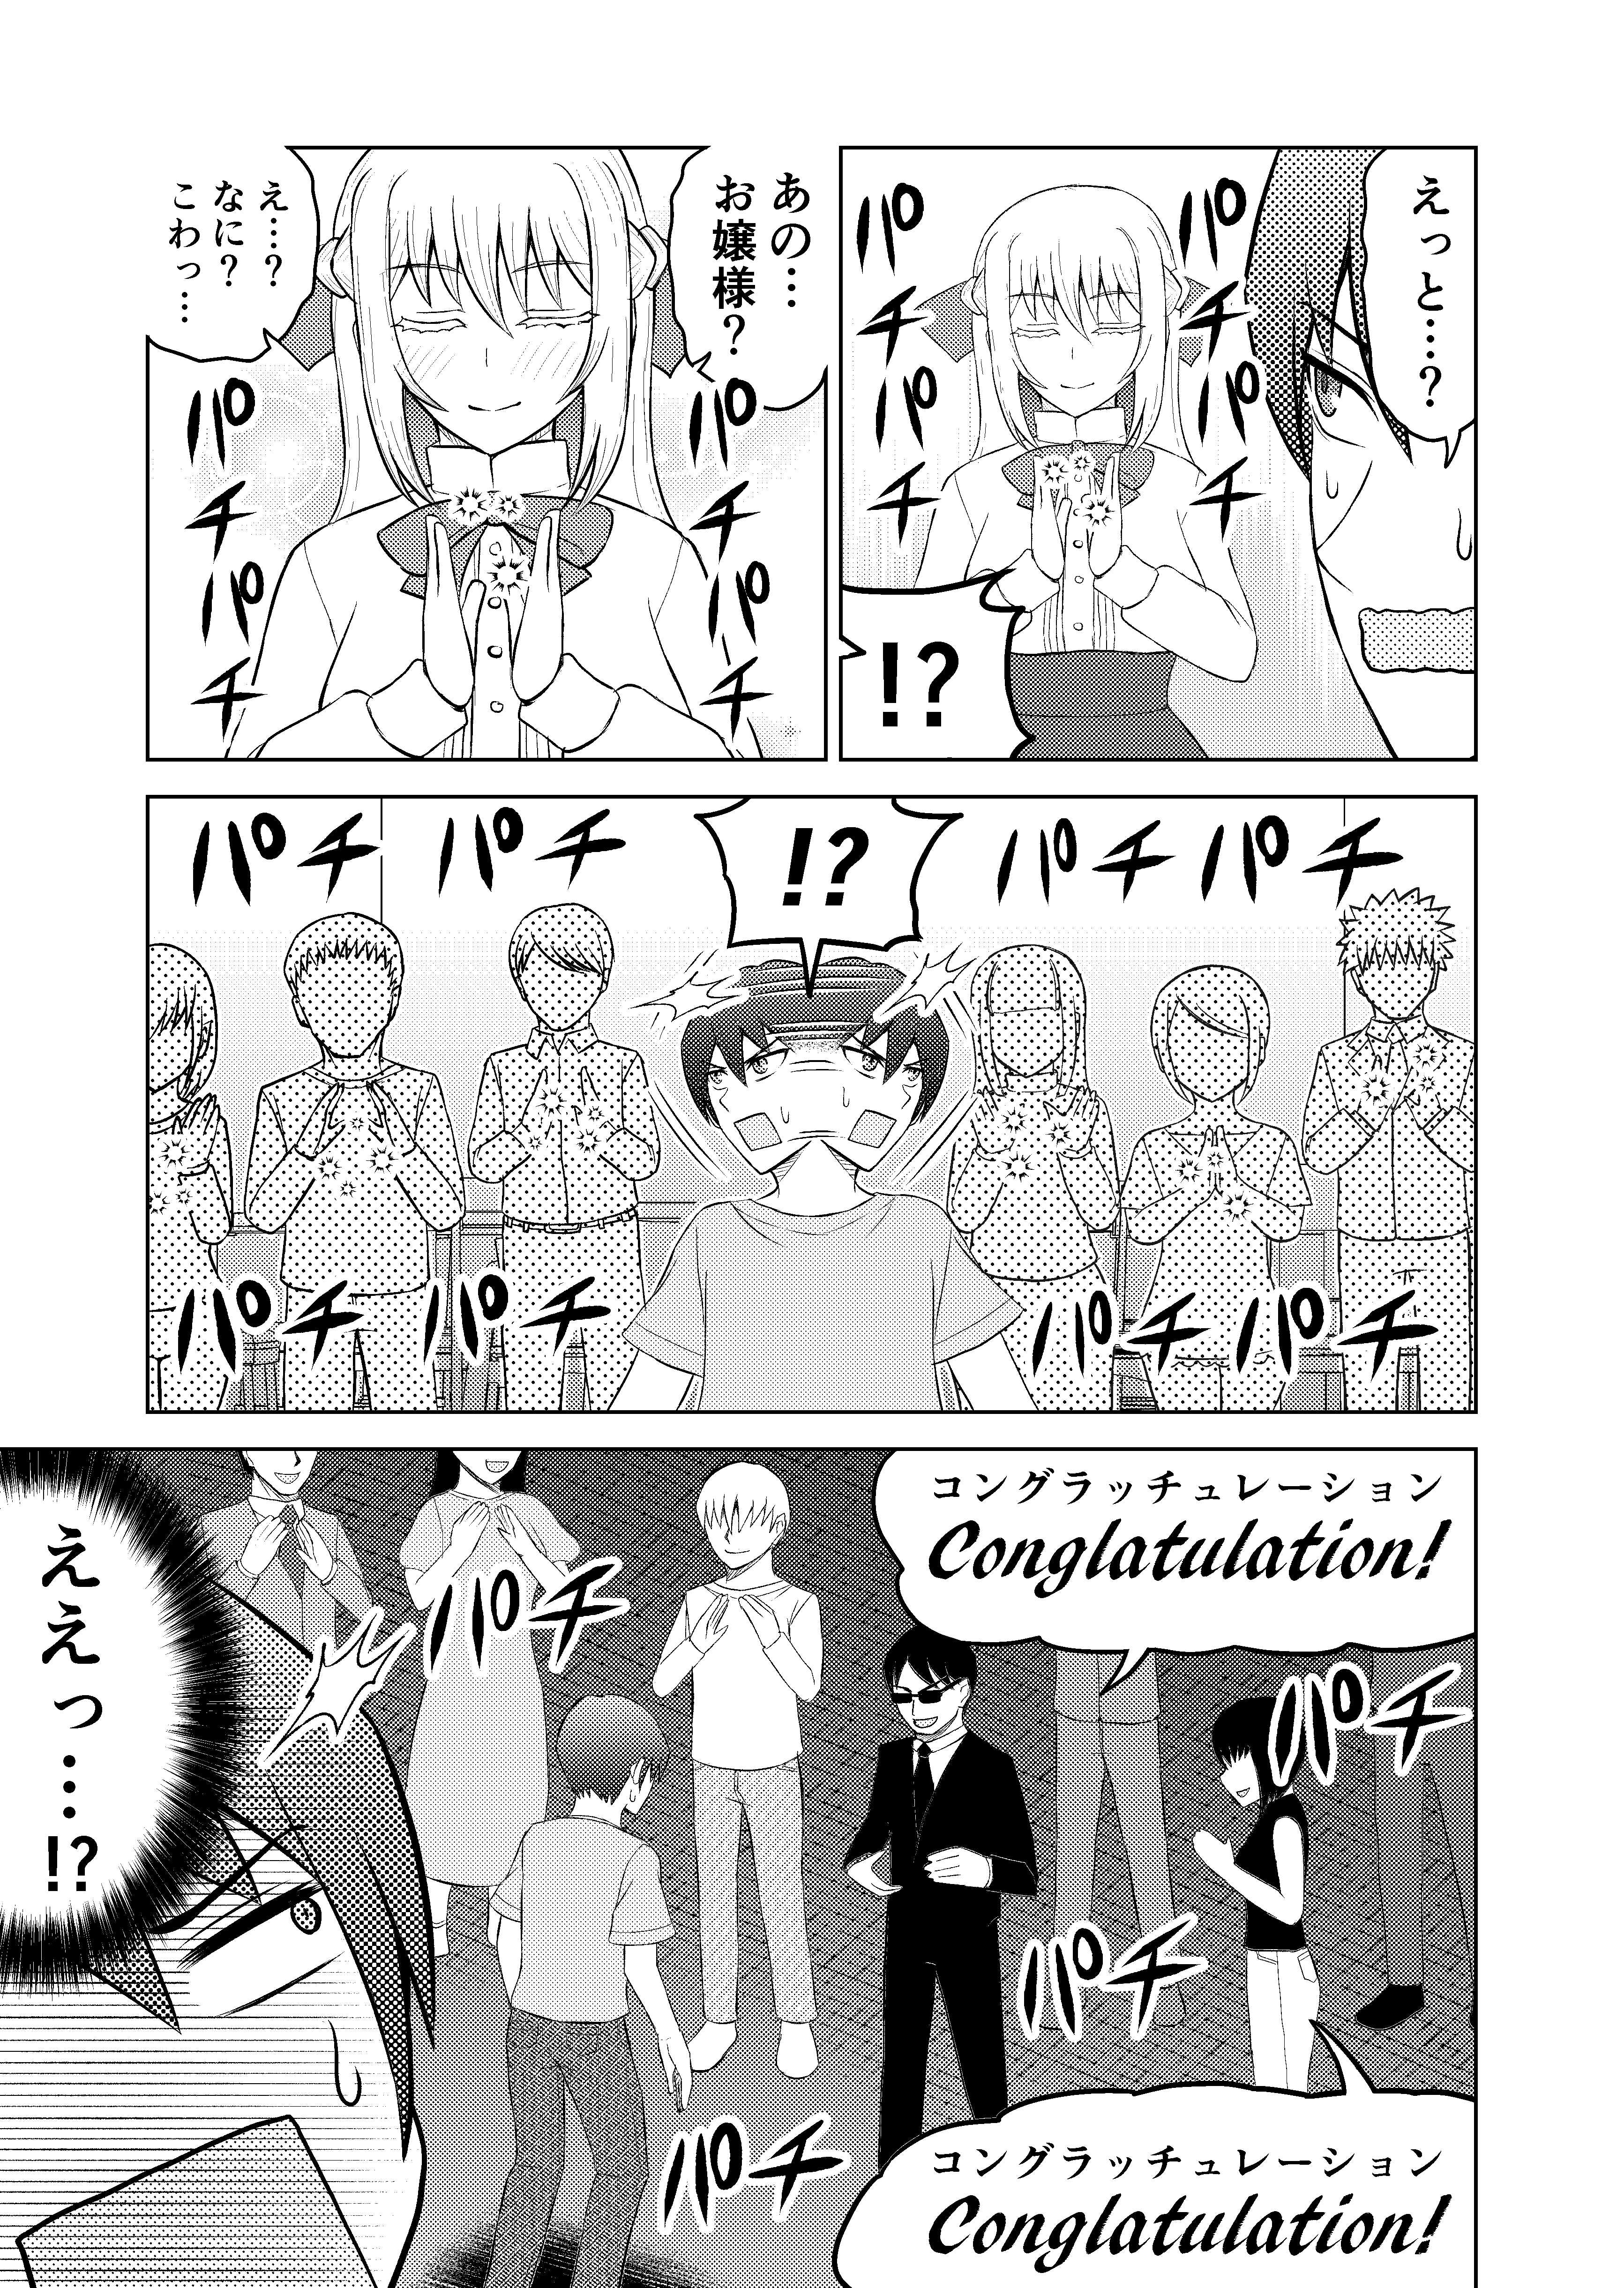 えっと…?
パチパチ
パチパチ
!?
あの…
お嬢様?
え…?
なに?
こわっ…
パチパチ
パチパチ
!?
パチパチ
パチ
パチ
パチパチ
パチ
パチ
コングラッチュレーション
Conglatulation!
パチ
パチ
パチ
パチ
コングラッチュレーション
Conglatulation!
ええっ…!?